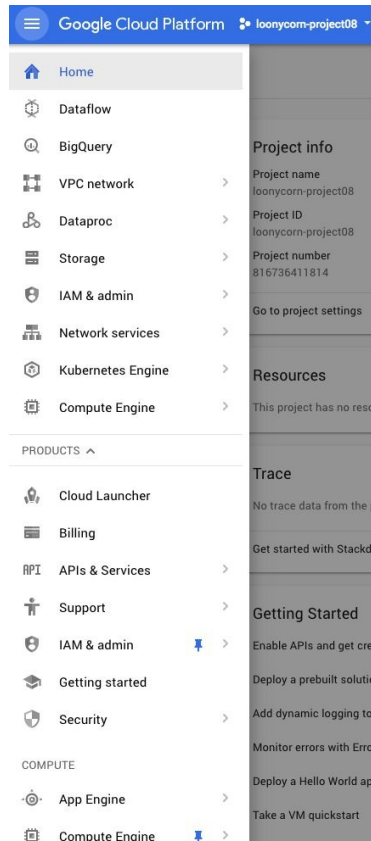 Google Cloud Platform loonycorn-project08
Home
Dataflow
BigQuery
VPC network
Dataproc
Storage
IAM & admin
Network services
Kubernetes Engine
Compute Engine
PRODUCTS
Cloud Launcher
Billing
API APIs & Services
Support
IAM & admin
Getting started
Security
COMPUTE
App Engine
Compute Engine
Project info
Project name
loonycorn-project08
Project ID
loonycorn-project08
Project number
816736411814
Go to project settings
Resources
This project has no reso
Trace
No trace data from the
Get started with Stackd
Getting Started
Enable APIs and get cre
Deploy a prebuilt soluti
Add dynamic logging to
Monitor errors with Erro
Deploy a Hello World ap
Take a VM quickstart